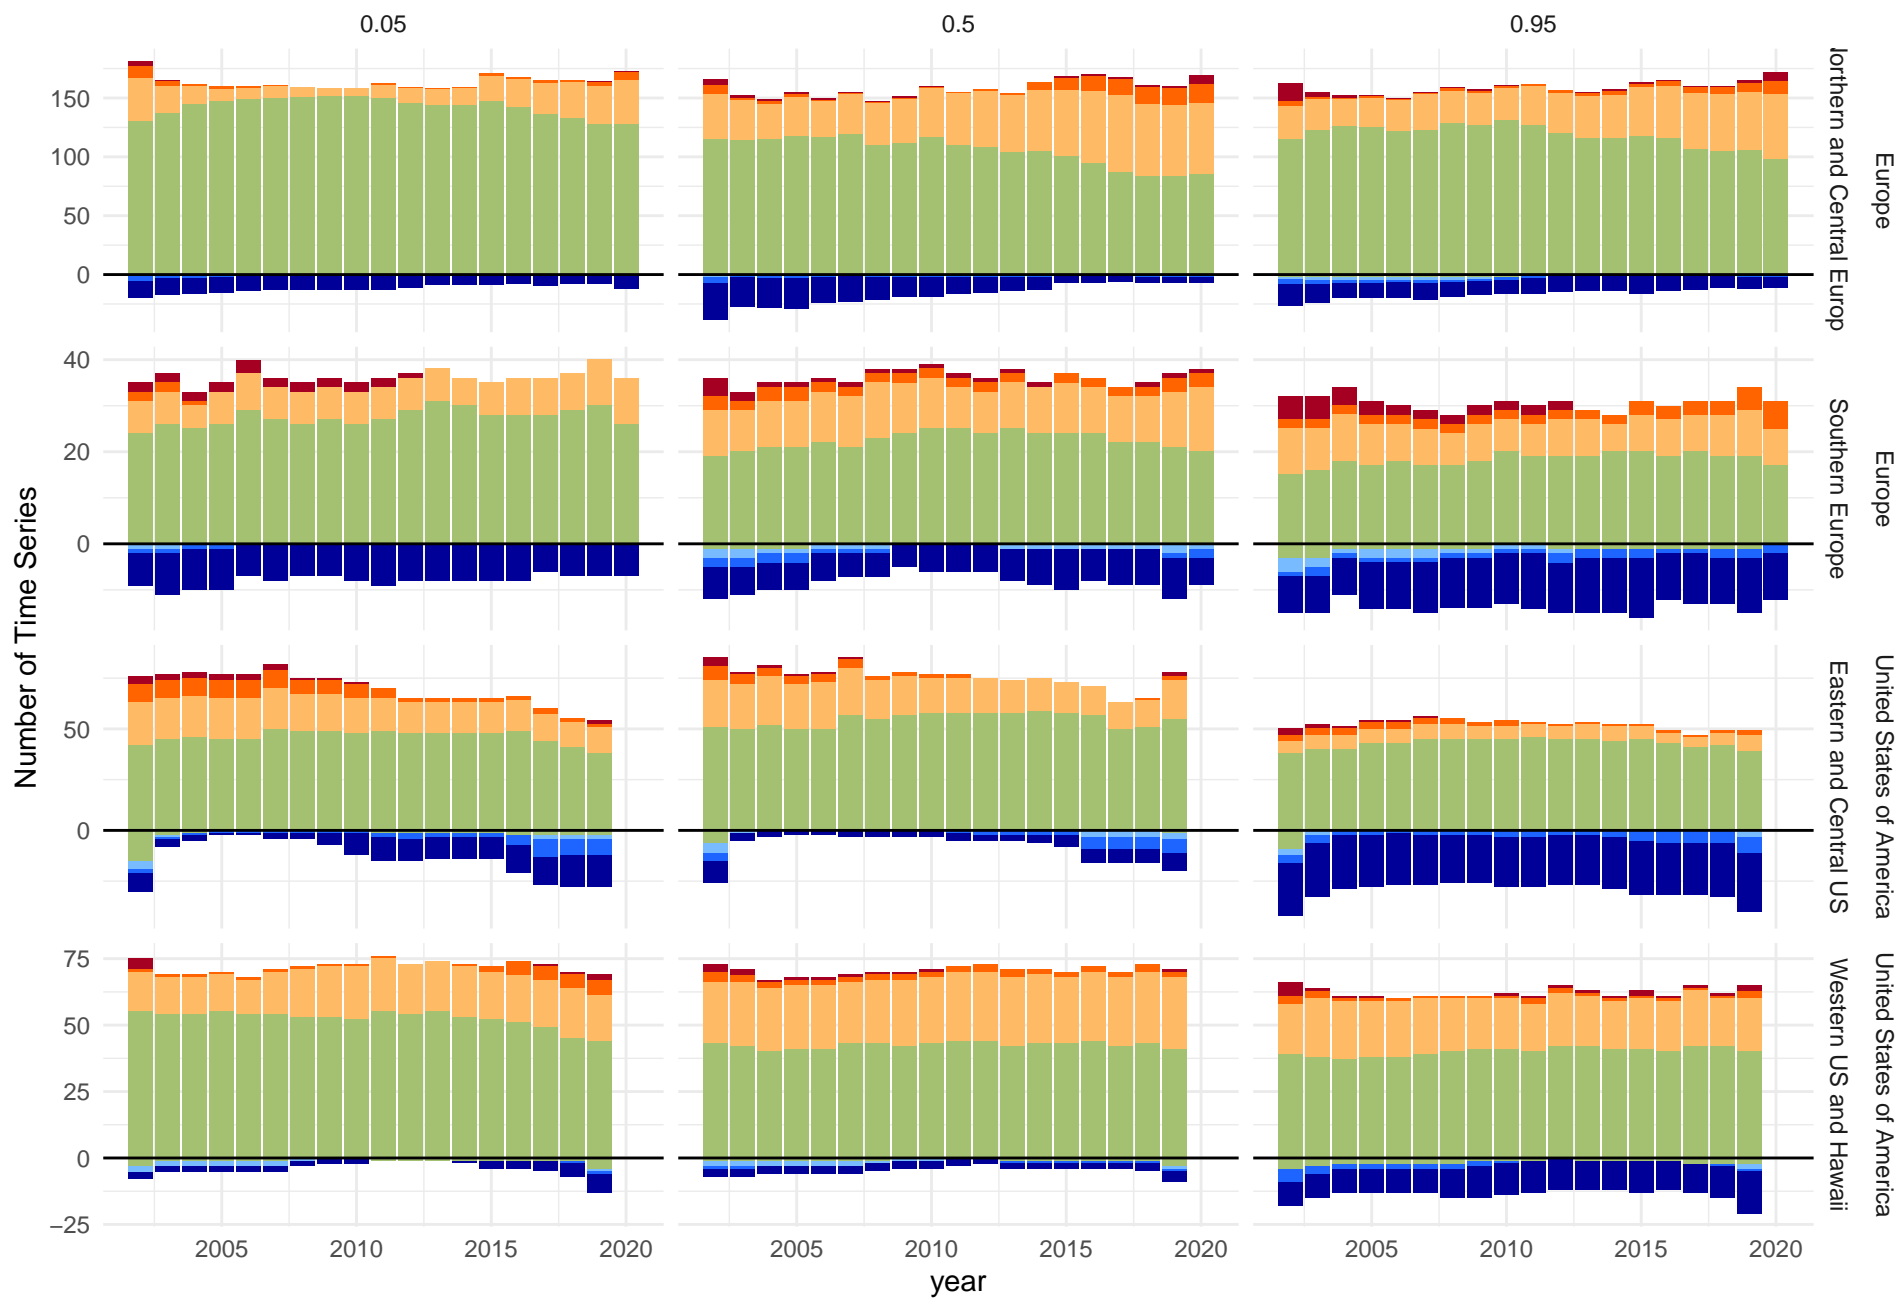 0.05
0.5
0.95
Number of Time Series
150
100
50
0
Northern and Central Europ
Europe
40
20
0
Southern Europe
Europe
50
0
Eastern and Central US
United States of America
75
50
25
0
−25
Western US and Hawaii
United States of America
2005
2010
2015
2020
2005
2010
2015
2020
2005
2010
2015
2020
year